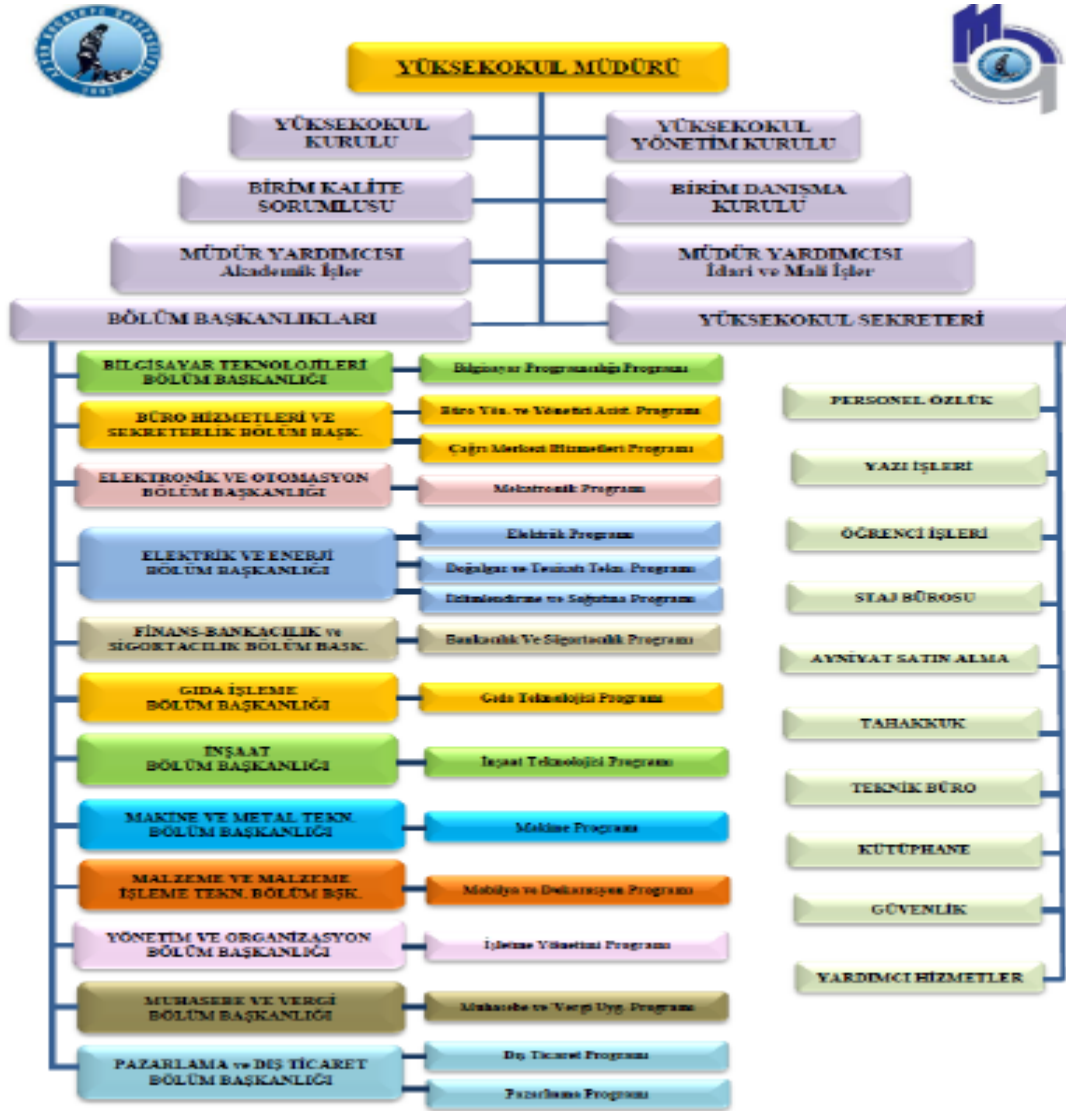 YÜKSEKOKUL MÜDÜRÜ
YÜKSEKOKUL
KURULU
YÜKSEKOKUL
YÖNETİM KURULU
BİRİM KALİTE
SORUMLUSU
BİRİM DANIŞMA
KURULU
MÜDÜR YARDIMCISI
Akademik İşler
MÜDÜR YARDIMCISI
İdari ve Mali İşler
BÖLÜM BAŞKANLIKLARI
YÜKSEKOKUL SEKRETERİ
BİLGİSAYAR TEKNOLOJİLERİ
BÖLÜM BAŞKANLIĞI
Bilgisayar Programcılığı Programı
BÜRO HİZMETLERİ VE
SEKRETERLİK BÖLÜM BAŞK.
Büro Yön. ve Yönetici Asist. Programı
Çağrı Merkezi Hizmetleri Programı
ELEKTRONİK VE OTOMASYON
BÖLÜM BAŞKANLIĞI
Mekatronik Programı
ELEKTRİK VE ENERJİ
BÖLÜM BAŞKANLIĞI
Elektrik Programı
Doğalgaz ve Tesisatı Tekn. Programı
İklimlendirme ve Soğutma Programı
FİNANS-BANKACILIK ve
SİGORTACILIK BÖLÜM BAŞK.
Bankacılık Ve Sigortacılık Programı
GIDA İŞLEME
BÖLÜM BAŞKANLIĞI
Gıda Teknolojisi Programı
İNŞAAT
BÖLÜM BAŞKANLIĞI
İnşaat Teknolojisi Programı
MAKİNE VE METAL TEKN.
BÖLÜM BAŞKANLIĞI
Makine Programı
MALZEME VE MALZEME
İŞLEME TEKN. BÖLÜM BŞK.
Mobilya ve Dekorasyon Programı
YÖNETİM VE ORGANİZASYON
BÖLÜM BAŞKANLIĞI
İşletme Yönetimi Programı
MUHASEBE VE VERGİ
BÖLÜM BAŞKANLIĞI
Muhasebe ve Vergi Uyg. Programı
PAZARLAMA ve DIŞ TİCARET
BÖLÜM BAŞKANLIĞI
Dış Ticaret Programı
Pazarlama Programı
PERSONEL ÖZLÜK
YAZI İŞLERİ
ÖĞRENCİ İŞLERİ
STAJ BÜROSU
AYNİYAT SATIN ALMA
TAHAKKUK
TEKNİK BÜRO
KÜTÜPHANE
GÜVENLİK
YARDIMCI HİZMETLER